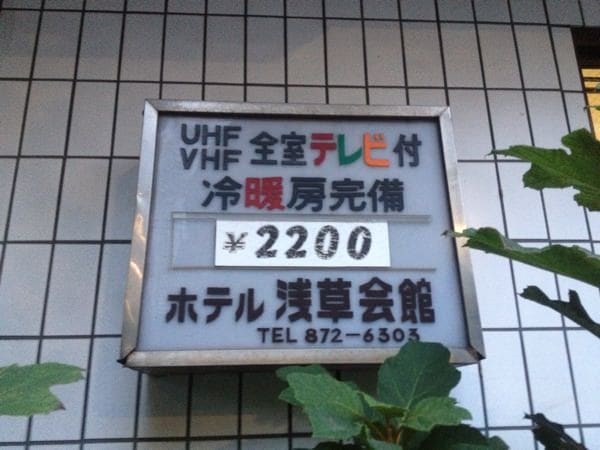 UHF
VHF 全室テレビ付
冷暖房完備
¥2200
ホテル 浅草会館
TEL 872-6303